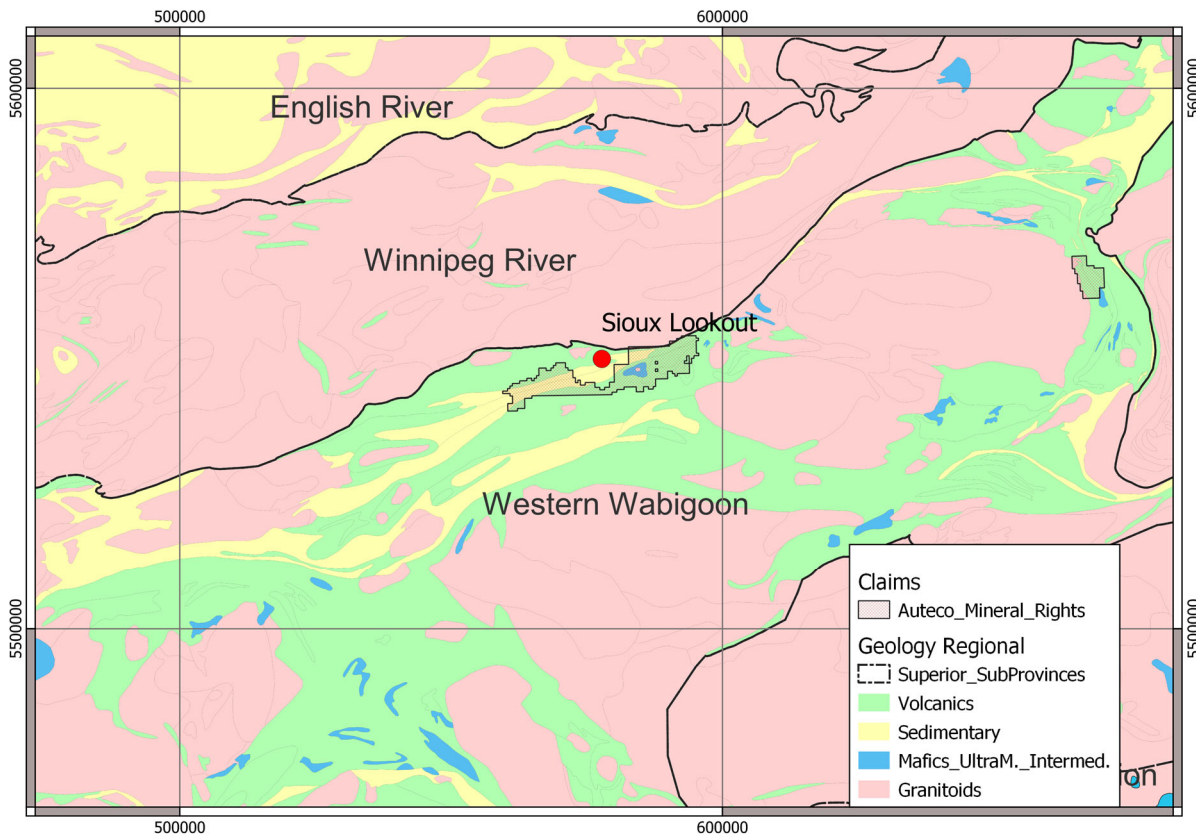 500000 600000
5600000 5600000
English River
Winnipeg River
Sioux Lookout
Western Wabigoon
5500000 5500000
Claims
Auteco_Mineral_Rights
Geology Regional
Superior_SubProvinces
Volcanics
Sedimentary
Mafics_UltraM._Intermed.
on
Granitoids
500000 600000